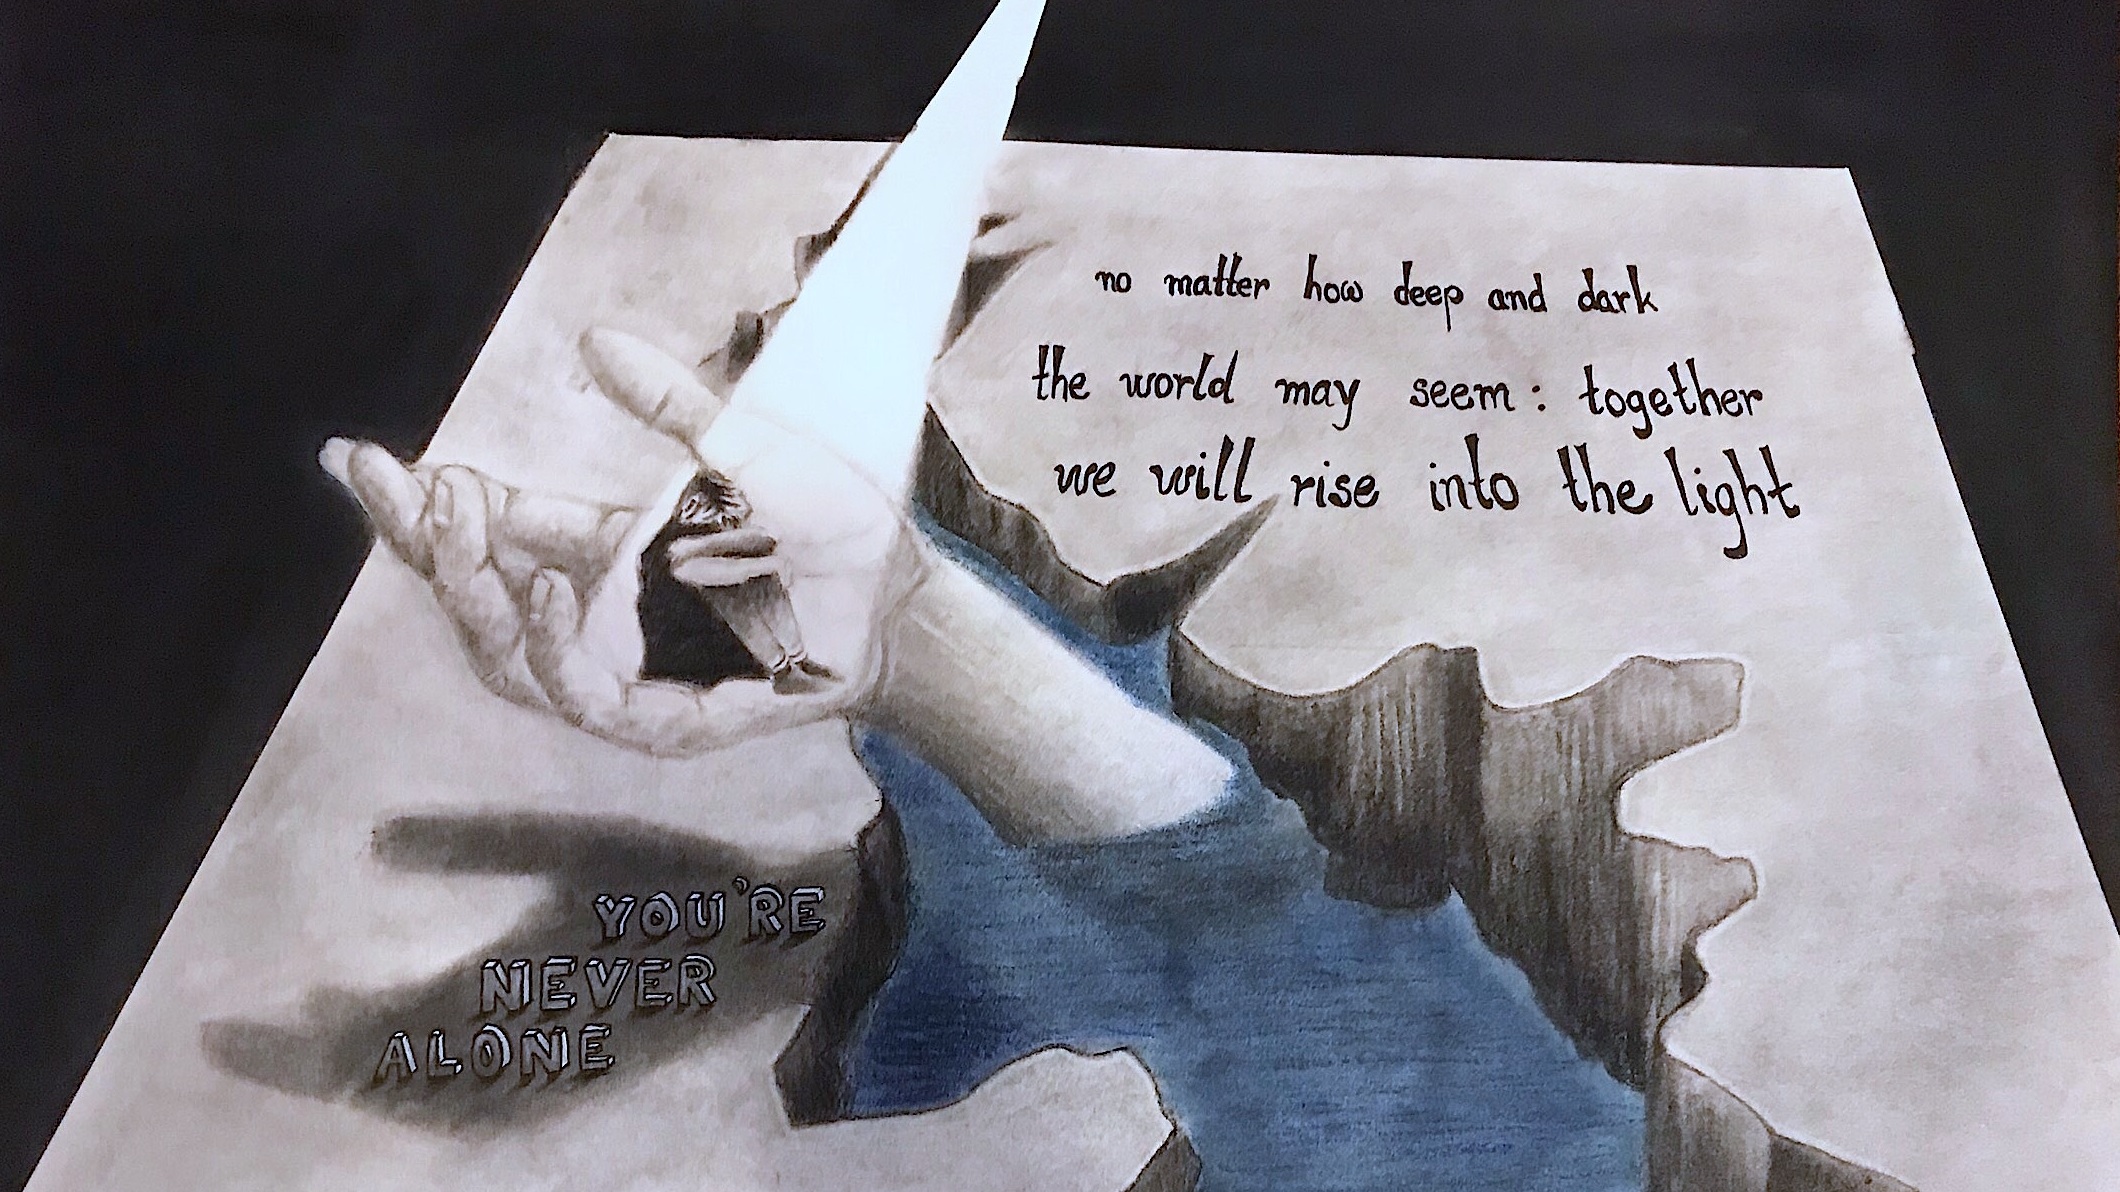 no matter how deep and dark
the world may seem: together
we will rise into the light
YOU'RE
NEVER
ALONE